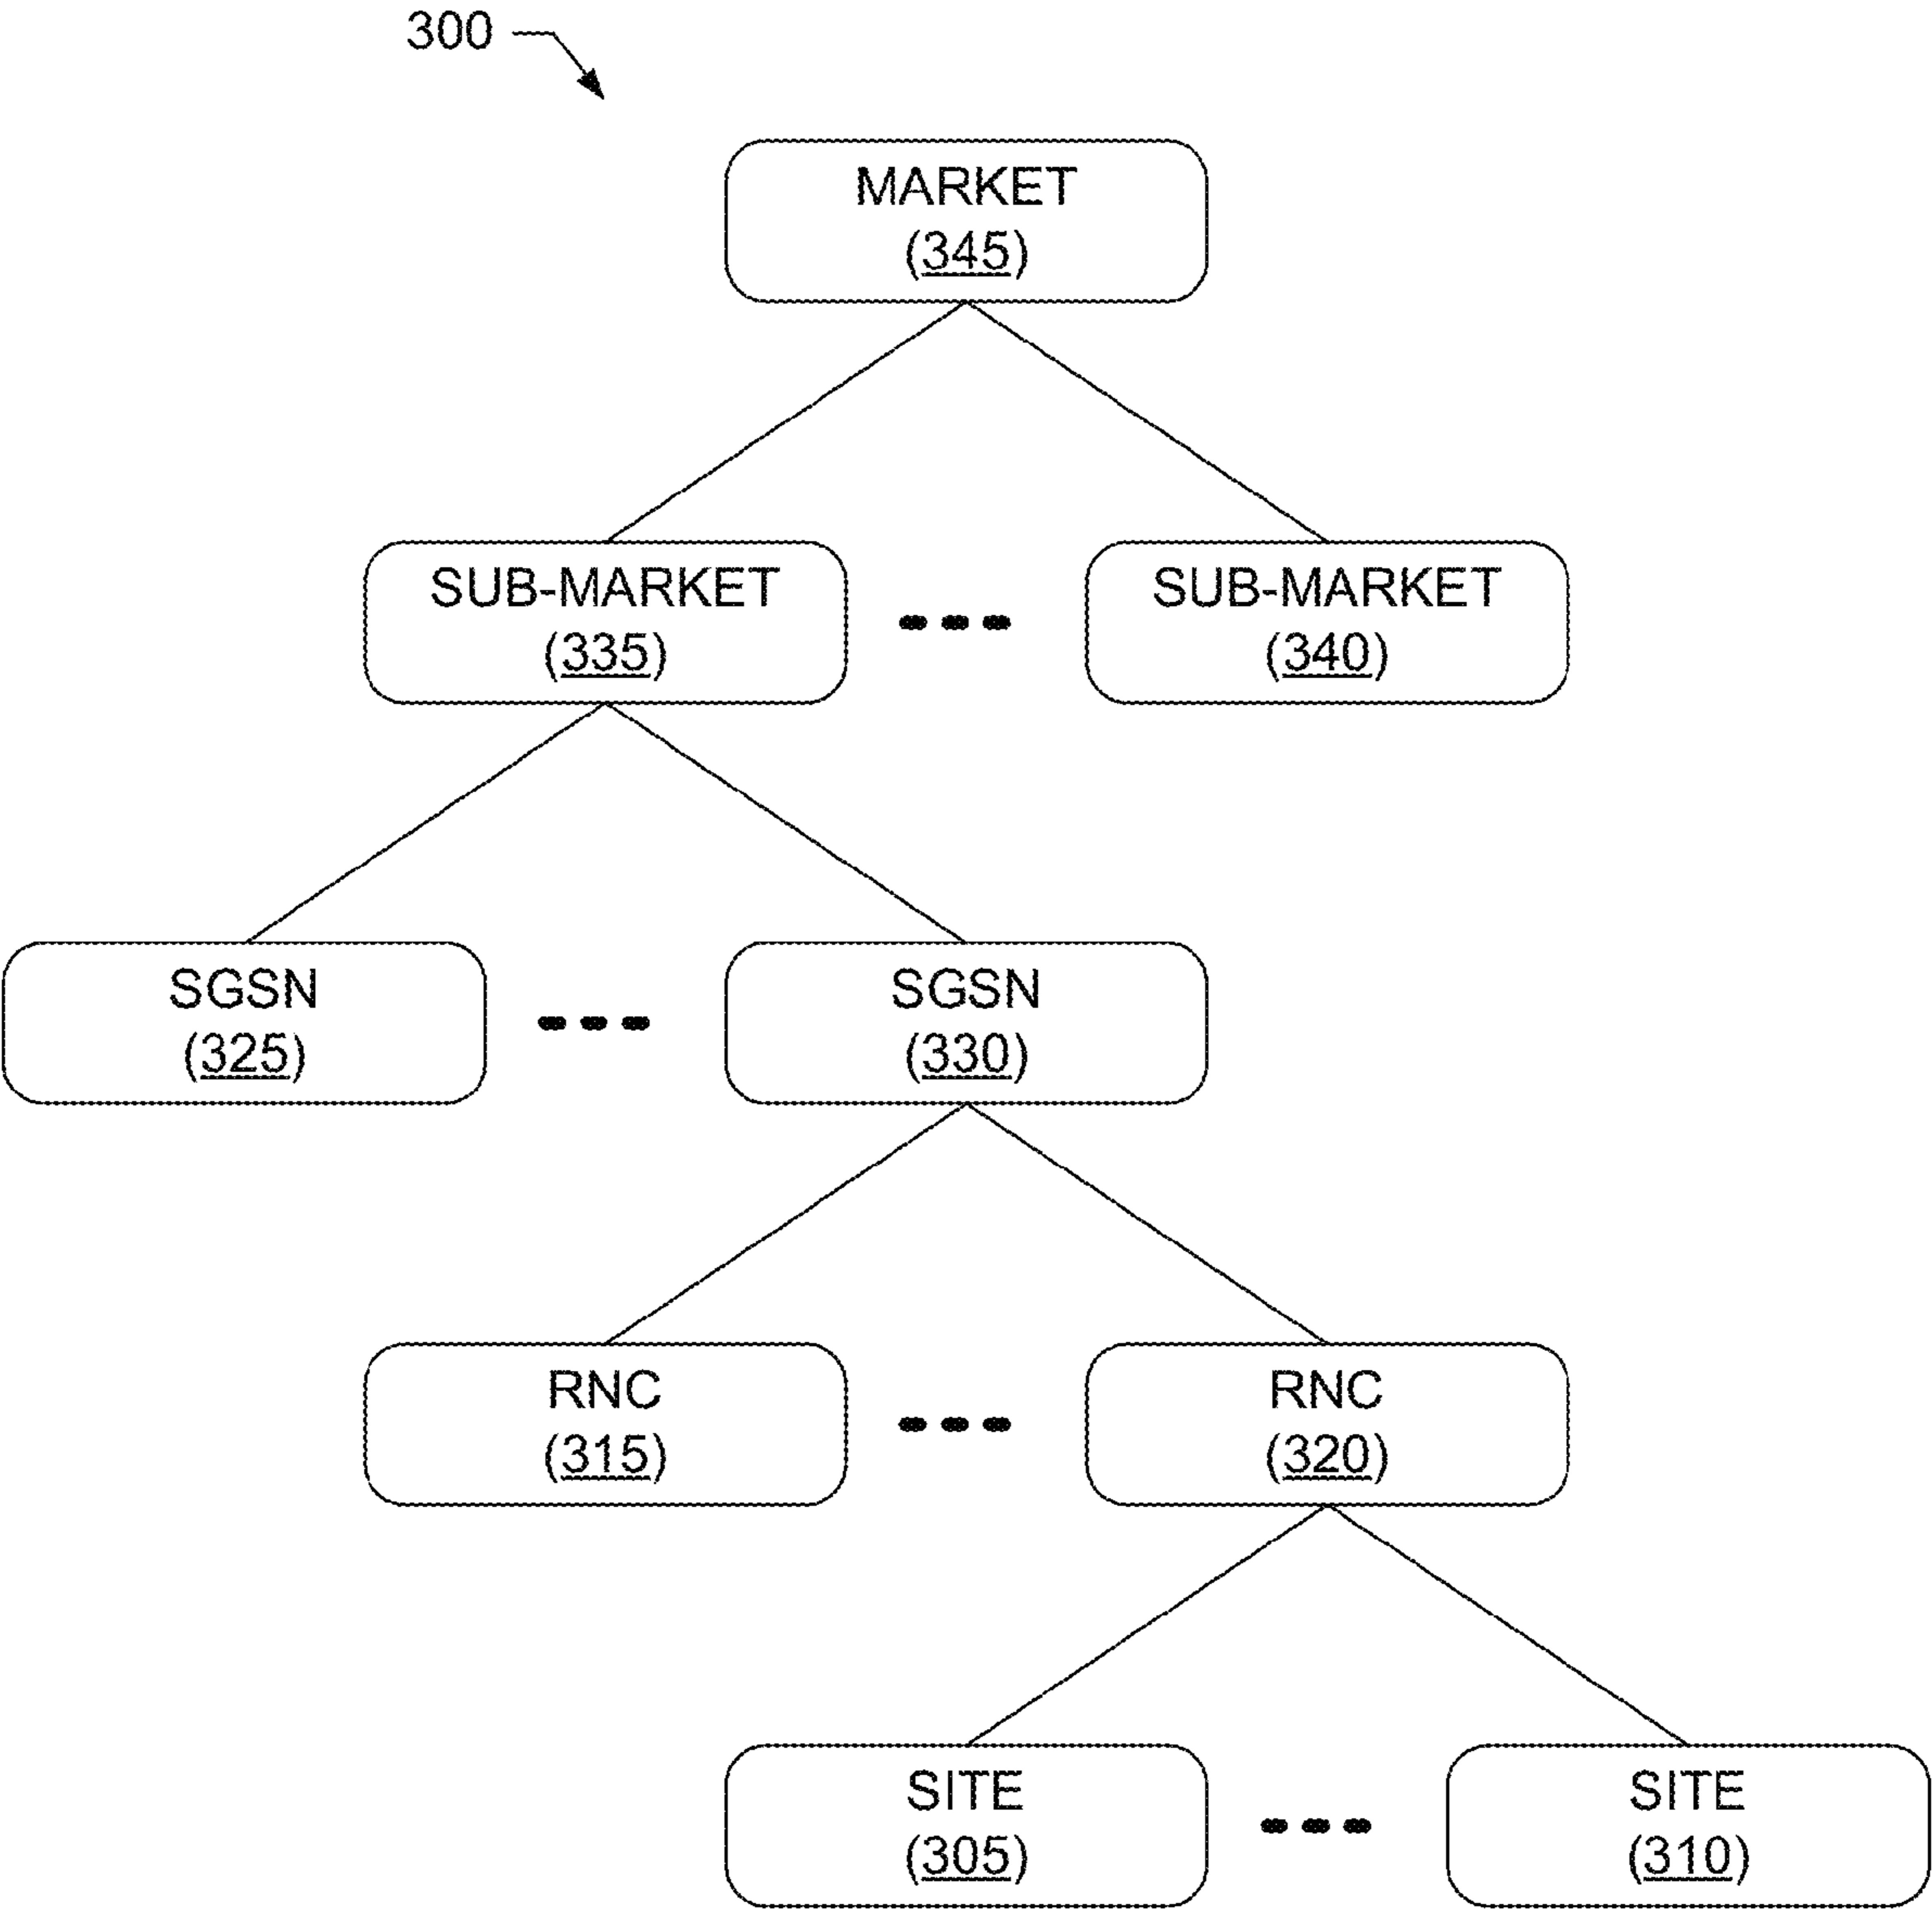 300
MARKET
(345)
SUB-MARKET
(335)
SUB-MARKET
(340)
SGSN
(325)
SGSN
(330)
RNC
(315)
RNC
(320)
SITE
(305)
SITE
(310)